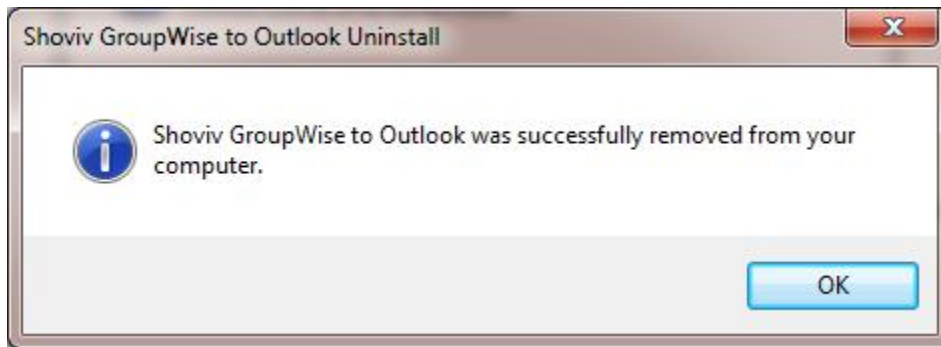 Shoviv GroupWise to Outlook Uninstall
Shoviv GroupWise to Outlook was successfully removed from your
computer.
OK